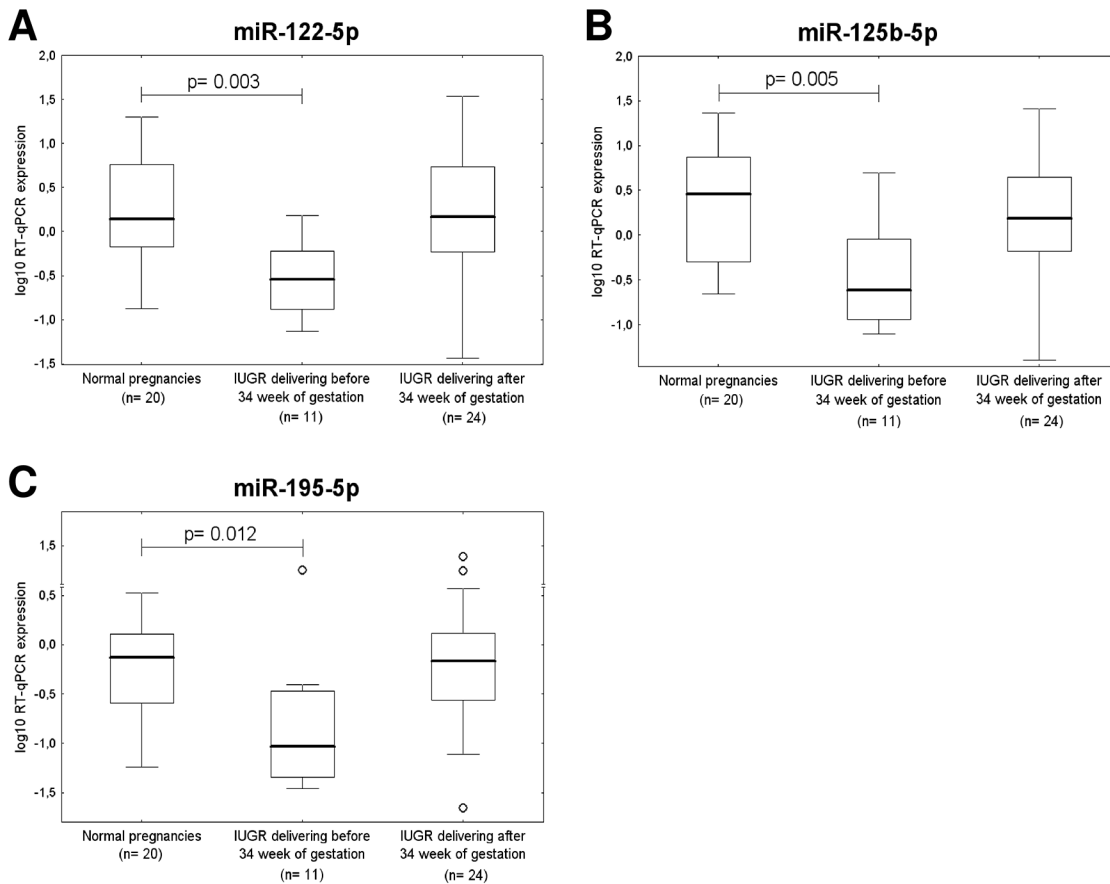 A
miR-122-5p
log10 RT-qPCR expression
2,0
1,5
1,0
0,5
0,0
-0,5
-1,0
-1,5
p= 0.003
Normal pregnancies
(n= 20)
IUGR delivering before
34 week of gestation
(n= 11)
IUGR delivering after
34 week of gestation
(n= 24)
B
miR-125b-5p
log10 RT-qPCR expression
2,0
1,5
1,0
0,5
0,0
-0,5
-1,0
p= 0.005
Normal pregnancies
(n= 20)
IUGR delivering before
34 week of gestation
(n= 11)
IUGR delivering after
34 week of gestation
(n= 24)
C
miR-195-5p
log10 RT-qPCR expression
1,5
0,5
0,0
-0,5
-1,0
-1,5
p= 0.012
Normal pregnancies
(n= 20)
IUGR delivering before
34 week of gestation
(n= 11)
IUGR delivering after
34 week of gestation
(n= 24)